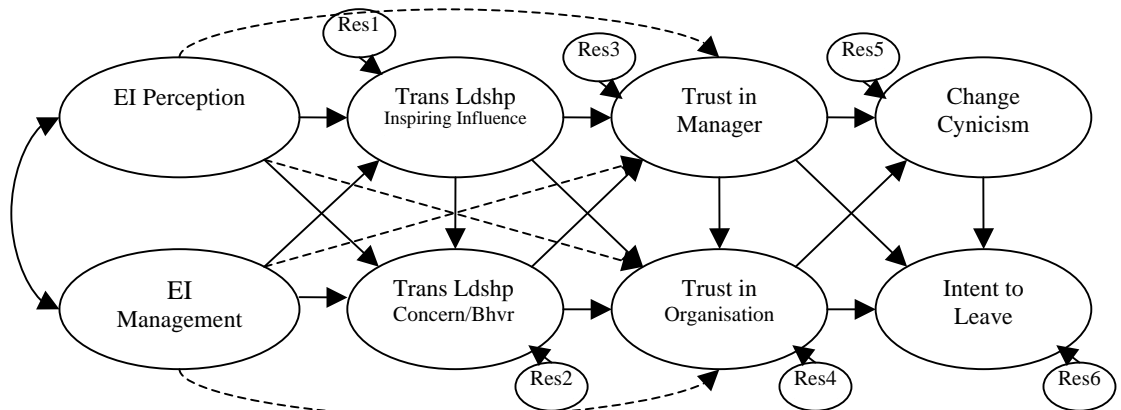 Res1
Res3
Res5
EI Perception
Trans Ldshp
Inspiring Influence
Trust in
Manager
Change
Cynicism
EI
Management
Trans Ldshp
Concern/Bhvr
Trust in
Organisation
Intent to
Leave
Res2
Res4
Res6